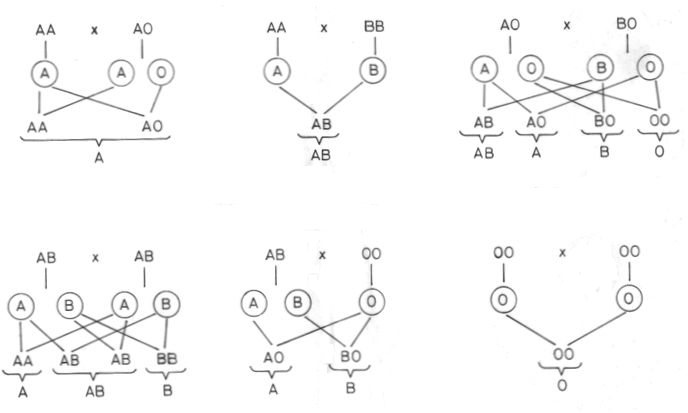 AA x AO
A A O
AA AO
A
AA x BB
A B
AB
AB
AO x BO
A O B O
AB AO BO OO
AB A B O
AB x AB
A B A B
AA AB AB BB
A AB B
AB x OO
A B O
AO BO
A B
OO x OO
O O
OO
O